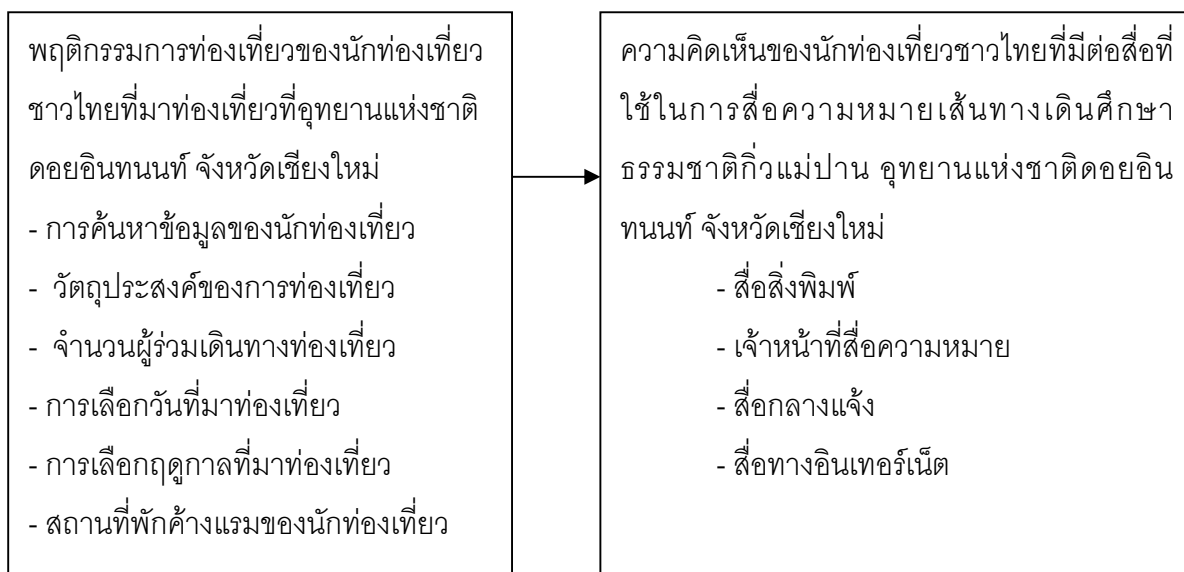 พฤติกรรมการท่องเที่ยวของนักท่องเที่ยว
ชาวไทยที่มาท่องเที่ยวที่อุทยานแห่งชาติ
ดอยอินทนนท์ จังหวัดเชียงใหม่
- การค้นหาข้อมูลของนักท่องเที่ยว
- วัตถุประสงค์ของการท่องเที่ยว
- จำนวนผู้ร่วมเดินทางท่องเที่ยว
- การเลือกวันที่มาท่องเที่ยว
- การเลือกฤดูกาลที่มาท่องเที่ยว
- สถานที่พักค้างแรมของนักท่องเที่ยว
ความคิดเห็นของนักท่องเที่ยวชาวไทยที่มีต่อสื่อที่
ใช้ในการสื่อความหมายเส้นทางเดินศึกษา
ธรรมชาติกิ่วแม่ปาน อุทยานแห่งชาติดอยอิน
ทนนท์ จังหวัดเชียงใหม่
- สื่อสิ่งพิมพ์
- เจ้าหน้าที่สื่อความหมาย
- สื่อกลางแจ้ง
- สื่อทางอินเทอร์เน็ต